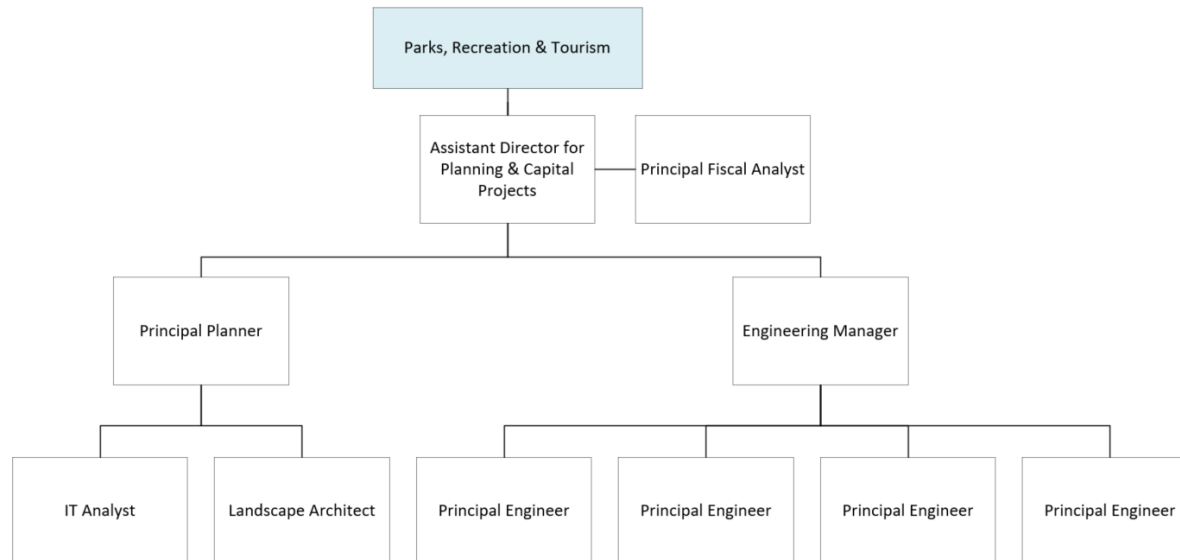 Parks, Recreation & Tourism
Assistant Director for
Planning & Capital
Projects
Principal Fiscal Analyst
Principal Planner
Engineering Manager
IT Analyst
Landscape Architect
Principal Engineer
Principal Engineer
Principal Engineer
Principal Engineer